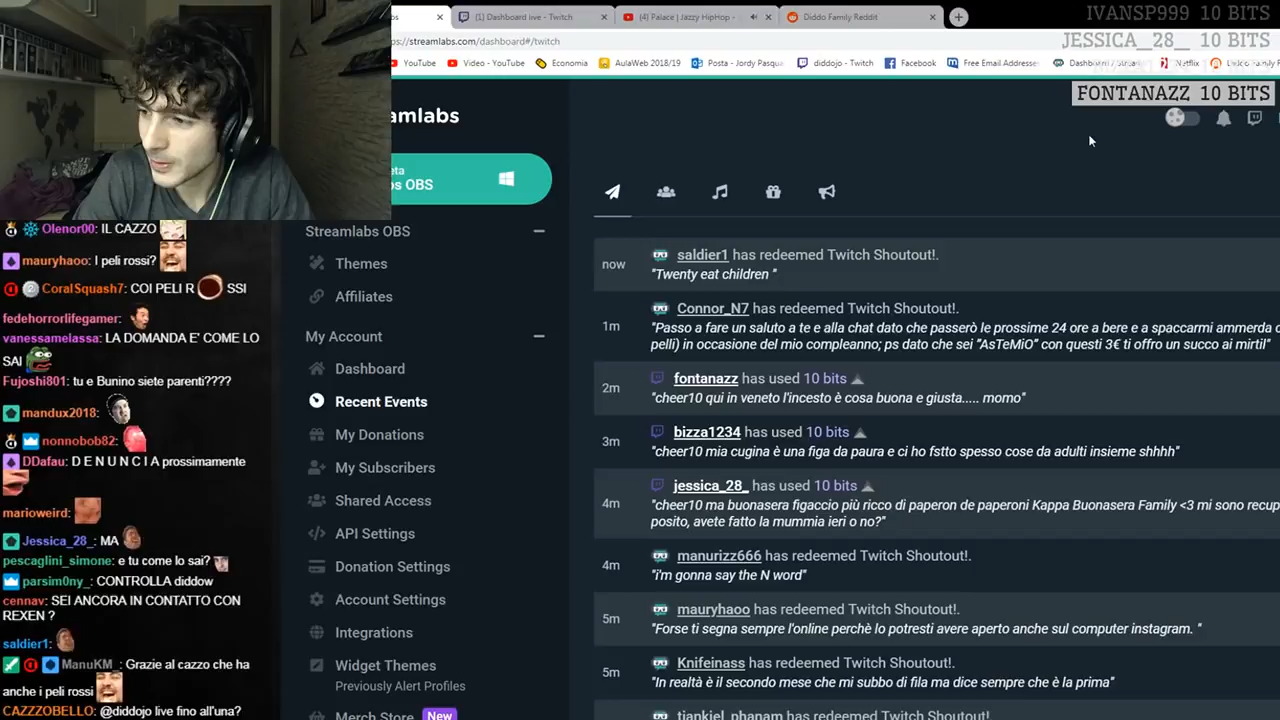 (1) Dashboard live - Twitch
(4) Palace ) Jazzy HipHop -
Diddo Family Reddit
streamlabs.com/dashboard#/twitch
YouTube
Video - YouTube
Economia
AulaWeb 2018/19
Posta - Jordy Pasqua
diddojo - Twitch
Facebook
Free Email Addresse
Dashboard
Netflix
IVANSP999 10 BITS
JESSICA_28_ 10 BITS
FONTANAZZ 10 BITS
eamlabs
eta
s OBS
Streamlabs OBS
Themes
Affiliates
My Account
Dashboard
Recent Events
My Donations
My Subscribers
Shared Access
API Settings
Donation Settings
Account Settings
Integrations
Widget Themes
Previously Alert Profiles
Merch Store New
now
saldier1 has redeemed Twitch Shoutout!.
"Twenty eat children "
1m
Connor_N7 has redeemed Twitch Shoutout!.
"Passo a fare un saluto a te e alla chat dato che passerò le prossime 24 ore a bere e a spaccarmi ammerda
pelli) in occasione del mio compleanno; ps dato che sei "AsTeMiO" con questi 3€ ti offro un succo ai mirtil"
2m
fontanazz has used 10 bits
"cheer10 qui in veneto l'incesto è cosa buona e giusta..... momo"
3m
bizza1234 has used 10 bits
"cheer10 mia cugina è una figa da paura e ci ho fstto spesso cose da adulti insieme shhhh"
4m
jessica_28_ has used 10 bits
"cheer10 ma buonasera figaccio più ricco di paperon de paperoni Kappa Buonasera Family <3 mi sono recup
posito, avete fatto la mummia ieri o no?"
4m
manurizz666 has redeemed Twitch Shoutout!.
"i'm gonna say the N word"
5m
mauryhaoo has redeemed Twitch Shoutout!.
"Forse ti segna sempre l'online perchè lo potresti avere aperto anche sul computer instagram. "
5m
Knifeinass has redeemed Twitch Shoutout!.
"In realtà è il secondo mese che mi subbo di fila ma dice sempre che è la prima"
tiankiel_phanam has redeemed Twitch Shoutout!.
Olenor00: IL CAZZO
mauryhaoo: I peli rossi?
CoralSquash7: COI PELI R SSI
fedehorrorlifegamer:
vanessamelassa: LA DOMANDA E' COME LO
SAI
Fujoshi801: tu e Bunino siete parenti????
mandux2018:
nonnobob82:
DDafau: D E N U N C I A prossimamente
marioweird:
Jessica_28_: MA
pescaglini_simone: e tu come lo sai?
parsim0ny_: CONTROLLA diddow
cennav: SEI ANCORA IN CONTATTO CON
REXEN ?
saldier1:
ManuKM_: Grazie al cazzo che ha
anche i peli rossi
CAZZZOBELLO: @diddojo live fino all'una?